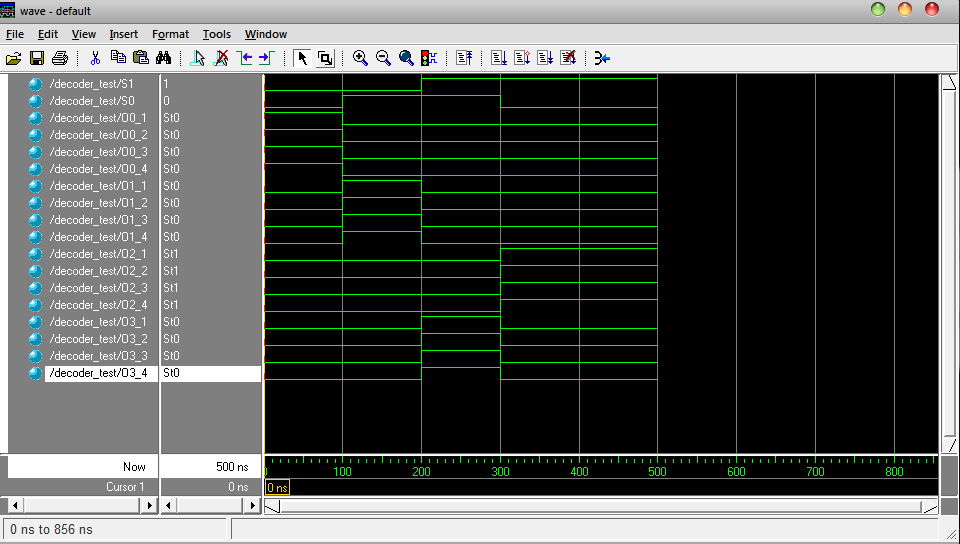 wave - default
File Edit View Insert Format Tools Window
/decoder_test/S1 1
/decoder_test/S0 0
/decoder_test/O0_1 St0
/decoder_test/O0_2 St0
/decoder_test/O0_3 St0
/decoder_test/O0_4 St0
/decoder_test/O1_1 St0
/decoder_test/O1_2 St0
/decoder_test/O1_3 St0
/decoder_test/O1_4 St0
/decoder_test/O2_1 St1
/decoder_test/O2_2 St1
/decoder_test/O2_3 St1
/decoder_test/O2_4 St1
/decoder_test/O3_1 St0
/decoder_test/O3_2 St0
/decoder_test/O3_3 St0
/decoder_test/O3_4 St0
Now 500 ns 100 200 300 400 500 600 700 800
Cursor 1 0 ns 0 ns
0 ns to 856 ns